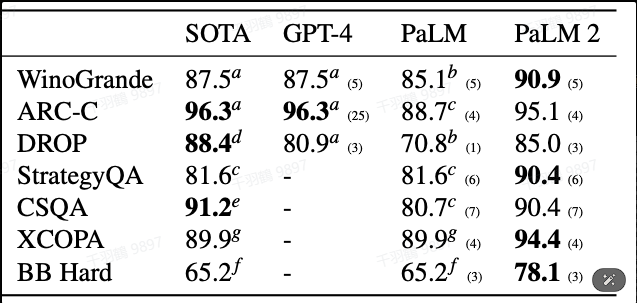 SOTA GPT-4 PaLM PaLM 2
WinoGrande 87.5a 87.5a (5) 85.1b (5) 90.9 (5)
ARC-C 96.3a 96.3a (25) 88.7c (4) 95.1 (4)
DROP 88.4d 80.9a (3) 70.8b (1) 85.0 (3)
StrategyQA 81.6c - 81.6c (6) 90.4 (6)
CSQA 91.2e - 80.7c (7) 90.4 (7)
XCOPA 89.9g - 89.9g (4) 94.4 (4)
BB Hard 65.2f - 65.2f (3) 78.1 (3)